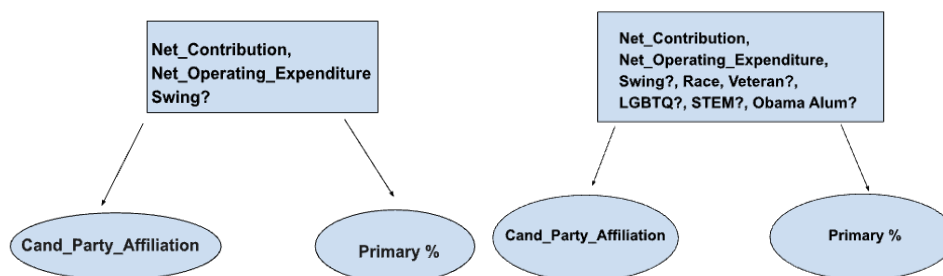 Net_Contribution,
Net_Operating_Expenditure
Swing?
Cand_Party_Affiliation
Primary %
Net_Contribution,
Net_Operating_Expenditure,
Swing?, Race, Veteran?,
LGBTQ?, STEM?, Obama Alum?
Cand_Party_Affiliation
Primary %